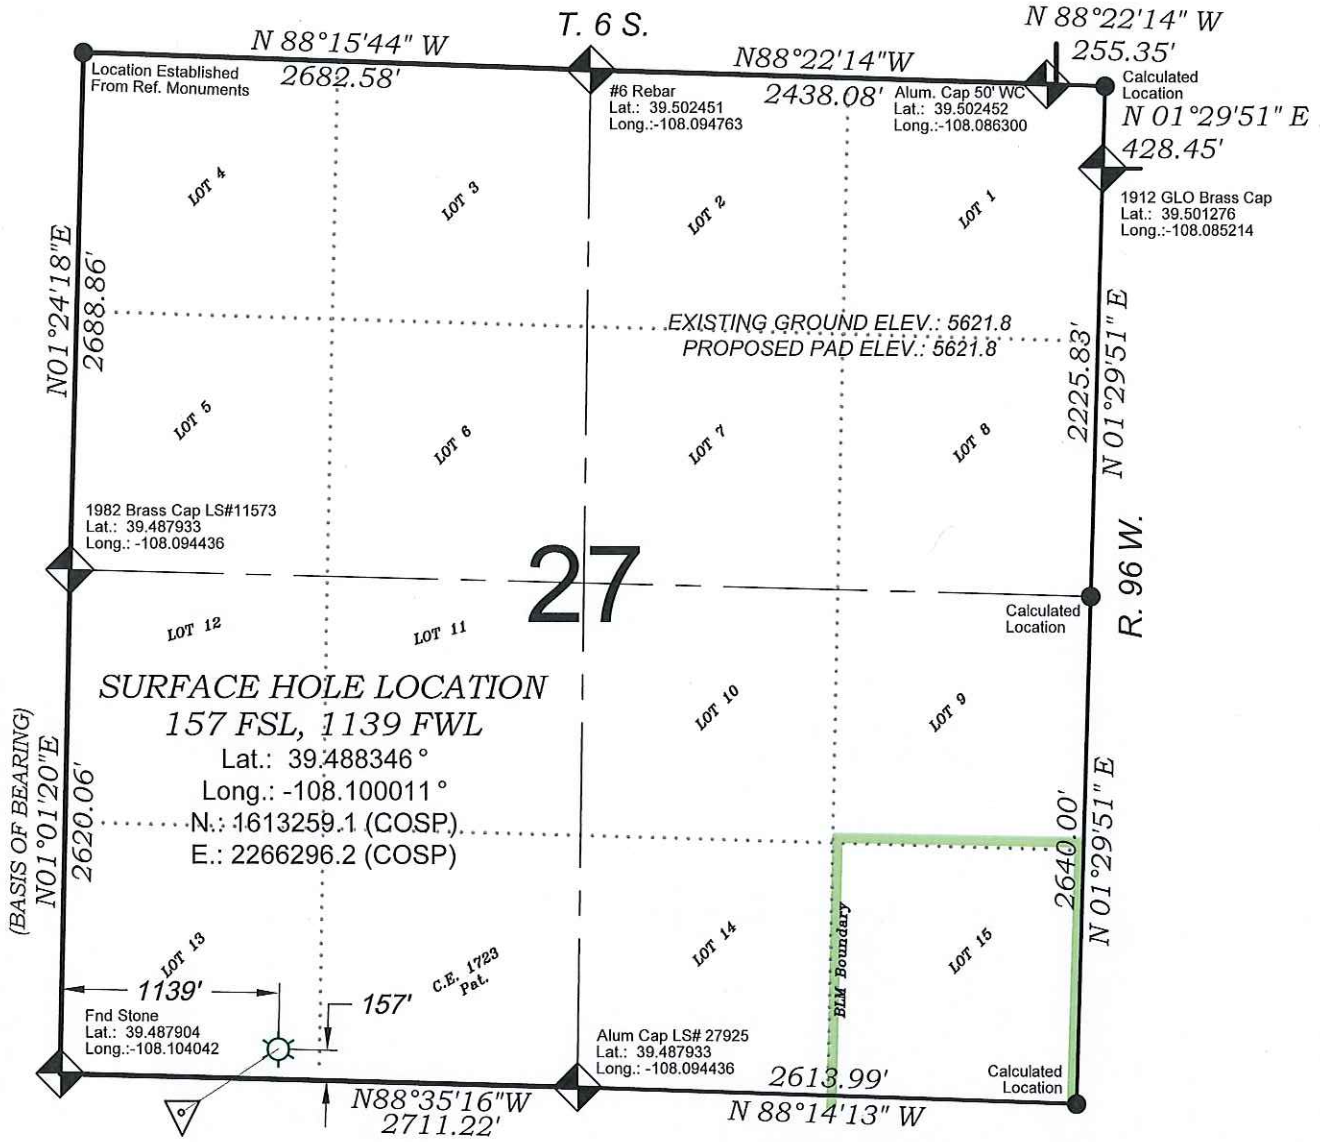 T. 6 S.
N 88°15'44" W
2682.58'
N88°22'14"W
2438.08'
N 88°22'14" W
255.35'
Location Established
From Ref. Monuments
#6 Rebar
Lat.: 39.502451
Long.:-108.094763
Alum. Cap 50' WC
Lat.: 39.502452
Long.:-108.086300
Calculated
Location
N 01°29'51" E
428.45'
1912 GLO Brass Cap
Lat.: 39.501276
Long.:-108.085214
LOT 4
LOT 3
LOT 2
LOT 1
N01°24'18"E
2688.86'
EXISTING GROUND ELEV.: 5621.8
PROPOSED PAD ELEV.: 5621.8
2225.83'
N 01°29'51" E
LOT 5
LOT 6
LOT 7
LOT 8
1982 Brass Cap LS#11573
Lat.: 39.487933
Long.: -108.094436
27
R. 96 W.
Calculated
Location
LOT 12
LOT 11
LOT 10
LOT 9
SURFACE HOLE LOCATION
157 FSL, 1139 FWL
Lat.: 39.488346°
Long.: -108.100011°
N.: 1613259.1 (COSP)
E.: 2266296.2 (COSP)
(BASIS OF BEARING)
N01°01'20"E
2620.06'
2640.00'
N 01°29'51" E
LOT 13
C.E. 1723
Pat.
LOT 14
BLM Boundary
LOT 15
1139'
157'
Fnd Stone
Lat.: 39.487904
Long.:-108.104042
Alum Cap LS# 27925
Lat.: 39.487933
Long.: -108.094436
Calculated
Location
N88°35'16"W
2711.22'
2613.99'
N 88°14'13" W